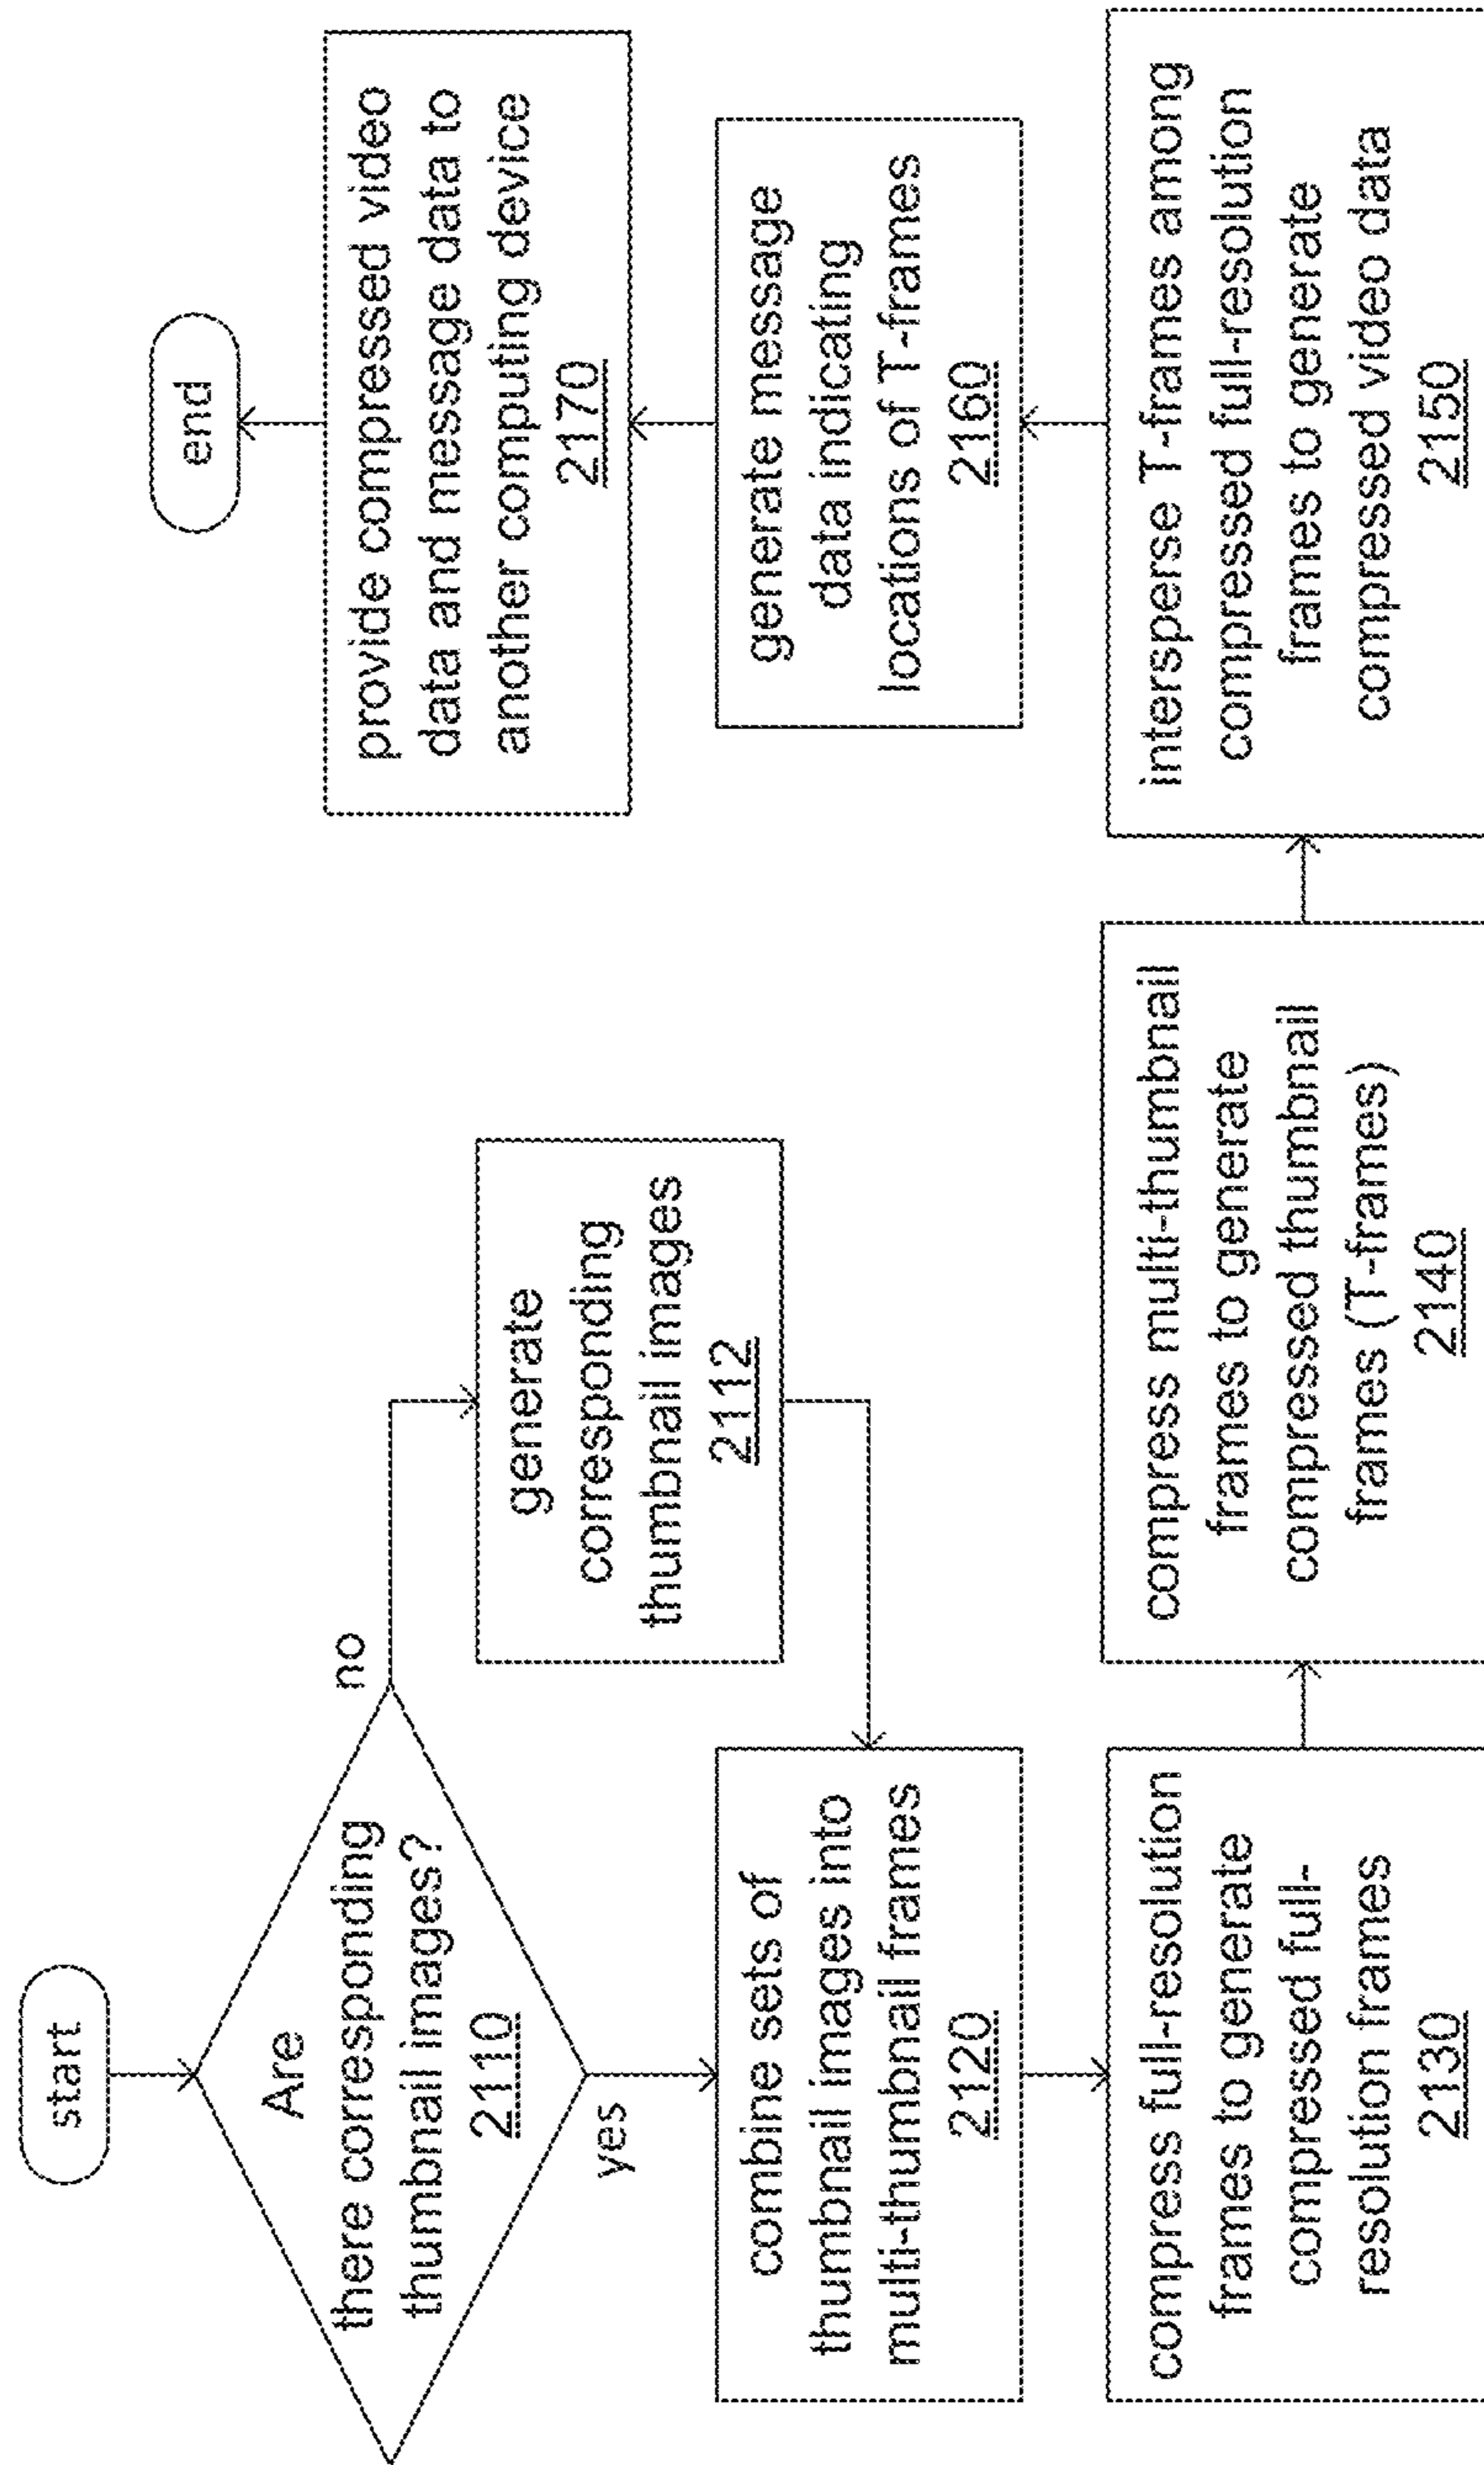 start
Are
there corresponding
thumbnail images?
2110
no
yes
generate
corresponding
thumbnail images
2112
combine sets of
thumbnail images into
multi-thumbnail frames
2120
compress full-resolution
frames to generate
compressed full-
resolution frames
2130
compress multi-thumbnail
frames to generate
compressed thumbnail
frames (T-frames)
2140
intersperse T-frames among
compressed full-resolution
frames to generate
compressed video data
2150
generate message
data indicating
locations of T-frames
2160
provide compressed video
data and message data to
another computing device
2170
end